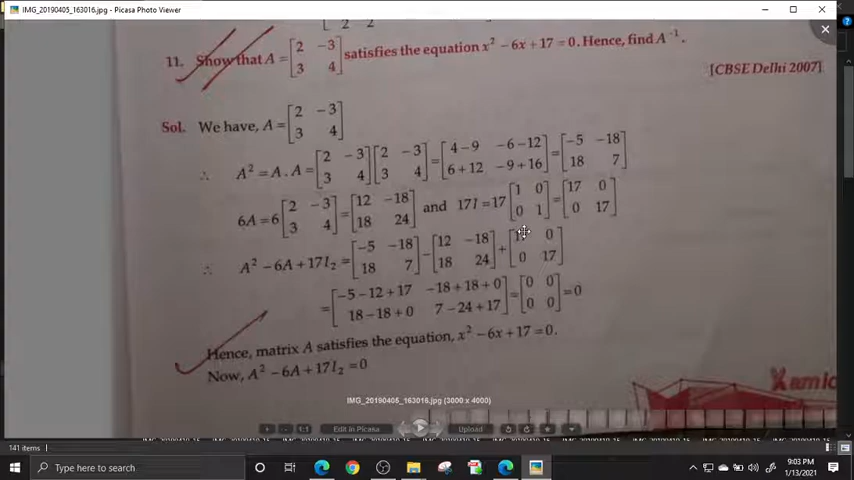 IMG_20190405_163016.jpg - Picasa Photo Viewer
[2 2]
11. Show that A = [2 −3; 3 4] satisfies the equation x² − 6x + 17 = 0. Hence, find A⁻¹.
[CBSE Delhi 2007]
Sol. We have, A = [2 −3; 3 4]
∴ A² = A . A = [2 −3; 3 4] [2 −3; 3 4] = [4−9 −6−12; 6+12 −9+16] = [−5 −18; 18 7]
6A = 6 [2 −3; 3 4] = [12 −18; 18 24] and 17I = 17 [1 0; 0 1] = [17 0; 0 17]
∴ A² − 6A + 17I₂ = [−5 −18; 18 7] − [12 −18; 18 24] + [17 0; 0 17]
= [−5−12+17 −18+18+0; 18−18+0 7−24+17] = [0 0; 0 0] = 0
Hence, matrix A satisfies the equation, x² − 6x + 17 = 0.
Now, A² − 6A + 17I₂ = 0
Xam ic
IMG_20190405_163016.jpg (3000 x 4000)
1:1 Edit in Picasa Upload
141 items
Type here to search
9:03 PM
1/13/2021